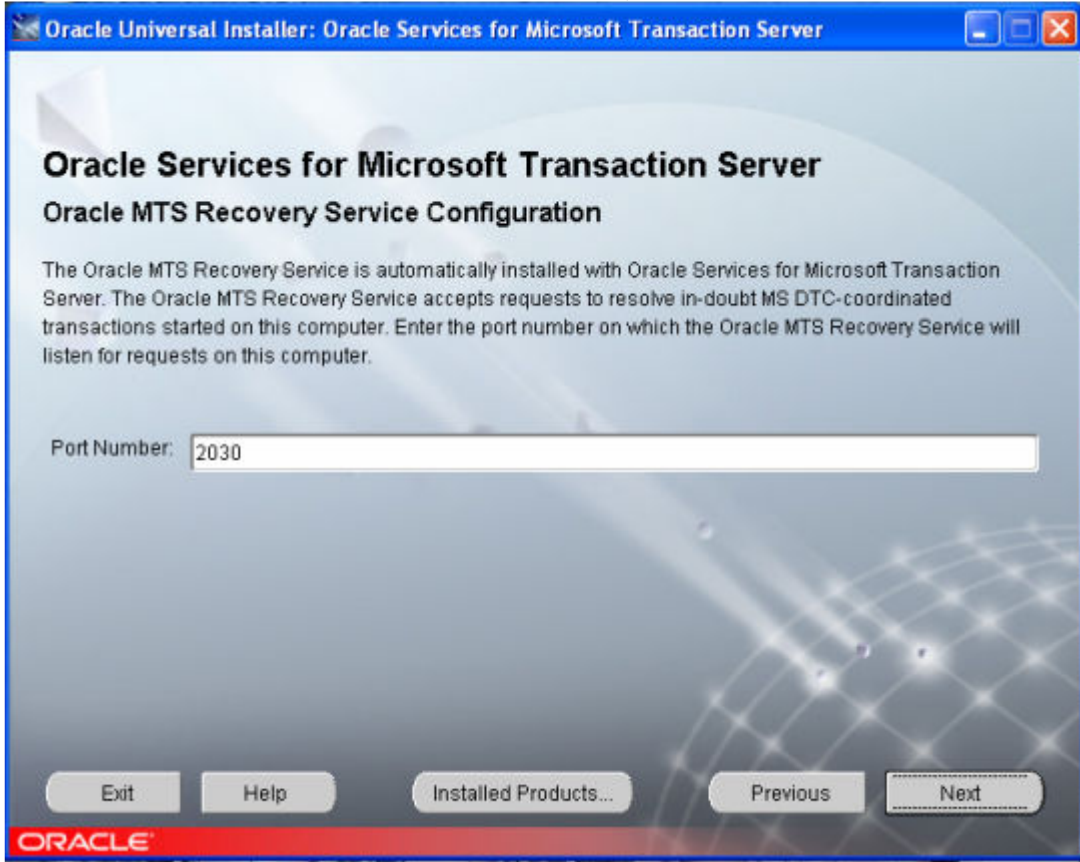 Oracle Universal Installer: Oracle Services for Microsoft Transaction Server
Oracle Services for Microsoft Transaction Server
Oracle MTS Recovery Service Configuration
The Oracle MTS Recovery Service is automatically installed with Oracle Services for Microsoft Transaction
Server. The Oracle MTS Recovery Service accepts requests to resolve in-doubt MS DTC-coordinated
transactions started on this computer. Enter the port number on which the Oracle MTS Recovery Service will
listen for requests on this computer.
Port Number: 2030
Exit Help Installed Products... Previous Next
ORACLE